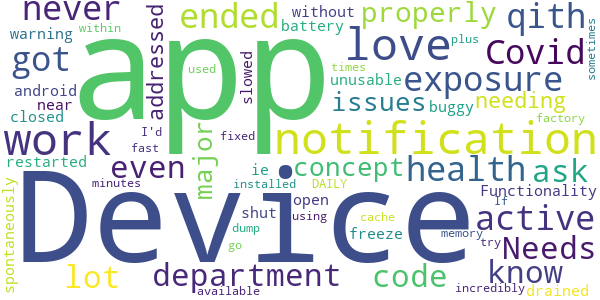 never
ended
properly
qith
warning
without
battery
plus
got
app
addressed
love
Covid
sometimes
android
near
slowed
within
times
used
unusable
exposure
closed
I'd
issues
buggy
needing
factory
work
fast
major
fixed
notification
restarted
even
ie
concept
health
ask
spontaneously
minutes
Device
installed
DAILY
Functionality
shut
open
using
If
active
dump
cache
freeze
memory
try
Needs
go
lot
department
available
code
know
incredibly
drained